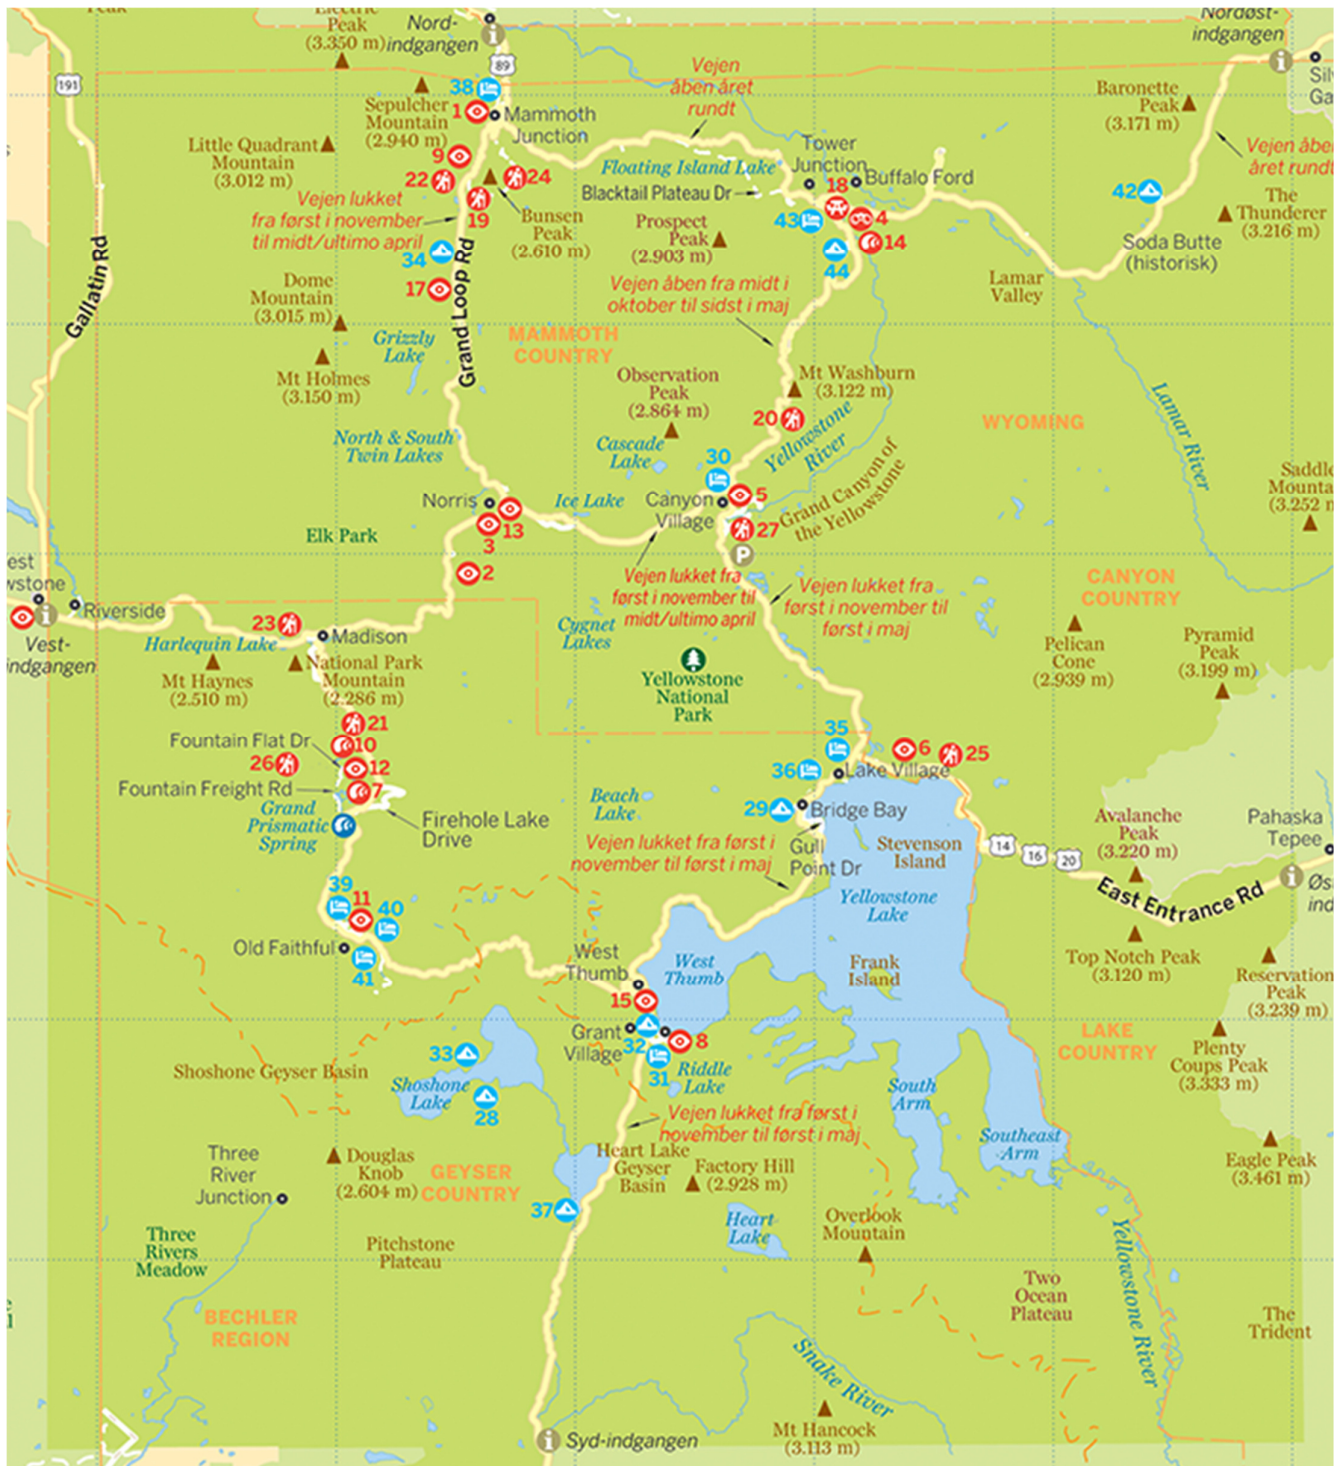 Peak
Electric
Peak
(3.350 m)
Nord-
indgangen
89
191
38
Sepulcher
Mountain
(2.940 m)
1
Mammoth
Junction
Vejen
åben året
rundt
Nordøst-
indgangen
Baronette
Peak
(3.171 m)
Vejen
året rundt
Little Quadrant
Mountain
(3.012 m)
9
22
24
19
Vejen lukket
fra først i november
til midt/ultimo april
Bunsen
Peak
(2.610 m)
Floating Island Lake
Blacktail Plateau Dr
Tower
Junction
18
Buffalo Ford
4
43
14
44
42
The
Thunderer
(3.216 m)
Soda Butte
(historisk)
Prospect
Peak
(2.903 m)
34
17
Grand Loop Rd
Gallatin Rd
Dome
Mountain
(3.015 m)
Vejen åben fra midt i
oktober til sidst i maj
Lamar
Valley
Grizzly
Lake
MAMMOTH
COUNTRY
Mt Holmes
(3.150 m)
Observation
Peak
(2.864 m)
Mt Washburn
(3.122 m)
20
Yellowstone
River
WYOMING
Lamar River
North & South
Twin Lakes
Cascade
Lake
30
Grand Canyon of
the Yellowstone
Saddle
(3.252 m
Norris
13
3
Ice Lake
Canyon
Village
5
27
P
Elk Park
2
Vejen lukket fra
først i november til
midt/ultimo april
Vejen lukket fra
først i november til
først i maj
CANYON
COUNTRY
Riverside
Vest-
indgangen
23
Harlequin Lake
Madison
Cygnet
Lakes
Pelican
Cone
(2.939 m)
Pyramid
Peak
(3.199 m)
Mt Haynes
(2.510 m)
National Park
Mountain
(2.286 m)
Yellowstone
National
Park
21
Fountain Flat Dr
10
26
12
Fountain Freight Rd
7
Grand
Prismatic
Spring
Firehole Lake
Drive
35
6
25
36
Lake Village
Beach
Lake
29
Bridge Bay
Gull
Point Dr
Stevenson
Island
Vejen lukket fra først i
november til først i maj
14
16
20
East Entrance Rd
Avalanche
Peak
(3.220 m)
Pahaska
Tepee
39
11
40
Old Faithful
41
Yellowstone
Lake
West
Thumb
West
Thumb
Frank
Island
Top Notch Peak
(3.120 m)
Reservation
Peak
(3.239 m)
15
Grant
Village
32
8
31
Riddle
Lake
LAKE
COUNTRY
Plenty
Coups Peak
(3.333 m)
Shoshone Geyser Basin
33
Shoshone
Lake
28
South
Arm
Southeast
Arm
Vejen lukket fra først i
november til først i maj
Eagle Peak
(3.461 m)
Three
River
Junction
Douglas
Knob
(2.604 m)
GEYSER
COUNTRY
Heart Lake
Geyser
Basin
Factory Hill
(2.928 m)
37
Heart
Lake
Overlook
Mountain
Yellowstone River
Three
Rivers
Meadow
Pitchstone
Plateau
Two
Ocean
Plateau
BECHLER
REGION
The
Trident
Snake River
Mt Hancock
(3.113 m)
Syd-indgangen